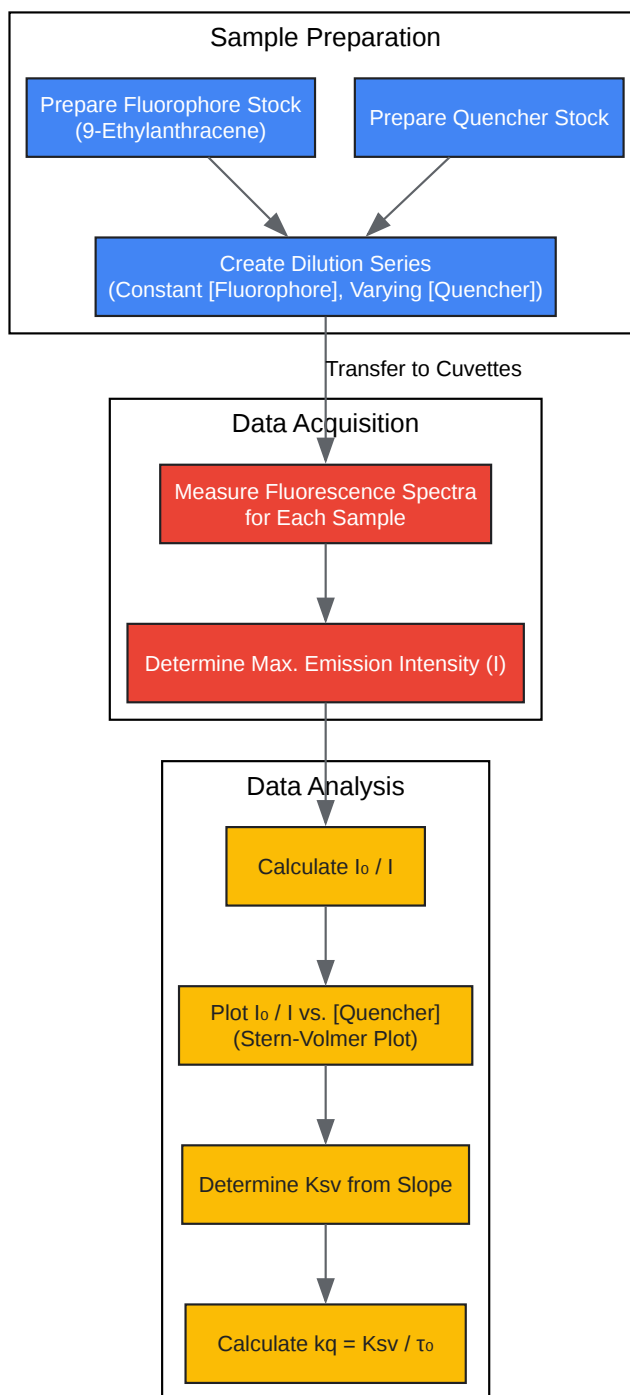 Sample Preparation
Prepare Fluorophore Stock
(9-Ethylanthracene)
Prepare Quencher Stock
Create Dilution Series
(Constant [Fluorophore], Varying [Quencher])
Transfer to Cuvettes
Data Acquisition
Measure Fluorescence Spectra
for Each Sample
Determine Max. Emission Intensity (I)
Data Analysis
Calculate I₀ / I
Plot I₀ / I vs. [Quencher]
(Stern-Volmer Plot)
Determine Ksv from Slope
Calculate kq = Ksv / τ₀